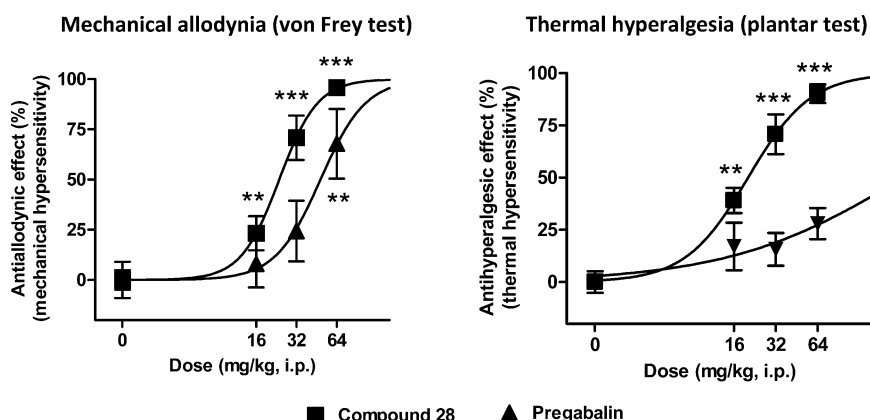 Mechanical allodynia (von Frey test)
Antiallodynic effect (%)
(mechanical hypersensitivity)
100
75
50
25
0
**
***
***
**
0 16 32 64
Dose (mg/kg, i.p.)
Thermal hyperalgesia (plantar test)
Antihyperalgesic effect (%)
(thermal hypersensitivity)
100
75
50
25
0
**
***
***
0 16 32 64
Dose (mg/kg, i.p.)
Compound 28 Pregabalin